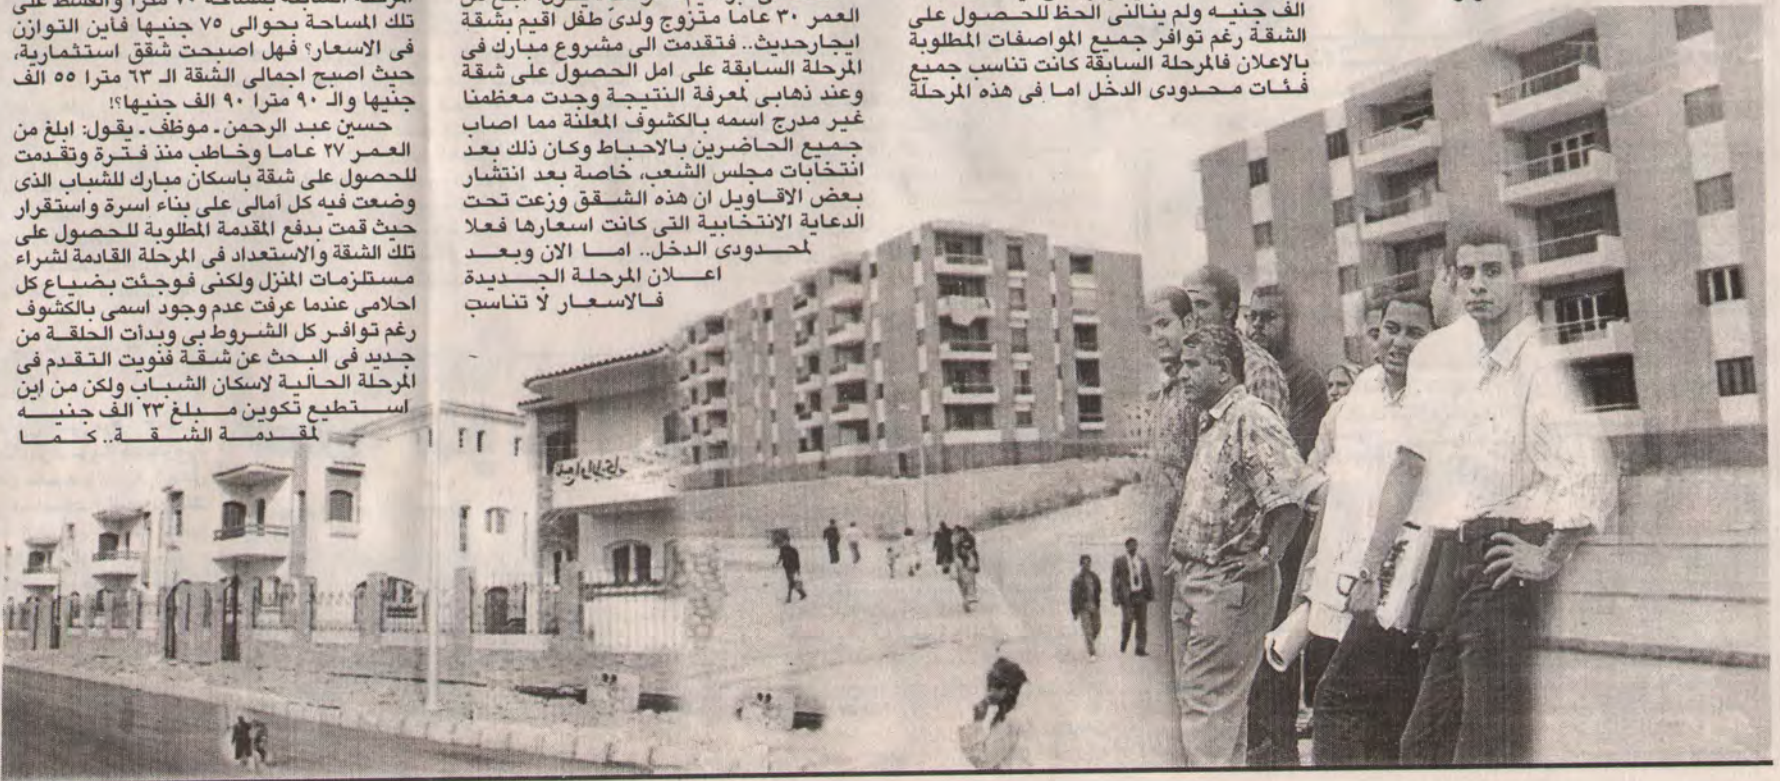 الف جنيه ولم ينالنى الحظ للحصول على
الشقة رغم توافر جميع المواصفات المطلوبة
بالاعلان فالمرحلة السابقة كانت تناسب جميع
فئات محدودى الدخل اما فى هذه المرحلة
العمر ٣٠ عاما متزوج ولدى طفل اقيم بشقة
ايجارحديث.. فتقدمت الى مشروع مبارك فى
المرحلة السابقة على امل الحصول على شقة
وعند ذهابى لمعرفة النتيجة وجدت معظمنا
غير مدرج اسمه بالكشوف المعلنة مما اصاب
جميع الحاضرين بالاحباط وكان ذلك بعد
انتخابات مجلس الشعب، خاصة بعد انتشار
بعض الاقاويل ان هذه الشقق وزعت تحت
الدعاية الانتخابية التى كانت اسعارها فعلا
لمحدودى الدخل.. اما الان وبعد
اعلان المرحلة الجديدة
فالاسعار لا تناسب
المرحلة السابقة بمساحة ٧٠ مترا والقسط على
تلك المساحة بحوالى ٧٥ جنيها فأين التوازن
فى الاسعار؟ فهل اصبحت شقق استثمارية،
حيث اصبح اجمالى الشقة الـ ٦٣ مترا ٥٥ الف
جنيها والـ ٩٠ مترا ٩٠ الف جنيها؟!
حسين عبد الرحمن ـ موظف ـ يقول: ابلغ من
العمر ٢٧ عاما وخاطب منذ فترة وتقدمت
للحصول على شقة باسكان مبارك للشباب الذى
وضعت فيه كل أمالى على بناء اسرة واستقرار
حيث قمت بدفع المقدمة المطلوبة للحصول على
تلك الشقة والاستعداد فى المرحلة القادمة لشراء
مستلزمات المنزل ولكنى فوجئت بضياع كل
احلامى عندما عرفت عدم وجود اسمى بالكشوف
رغم توافر كل الشروط بى وبدأت الحلقة من
جديد فى البحث عن شقة فنويت التقدم فى
المرحلة الحالية لاسكان الشباب ولكن من اين
استطيع تكوين مبلغ ٢٣ الف جنيه
لمقدمة الشقة.. كما